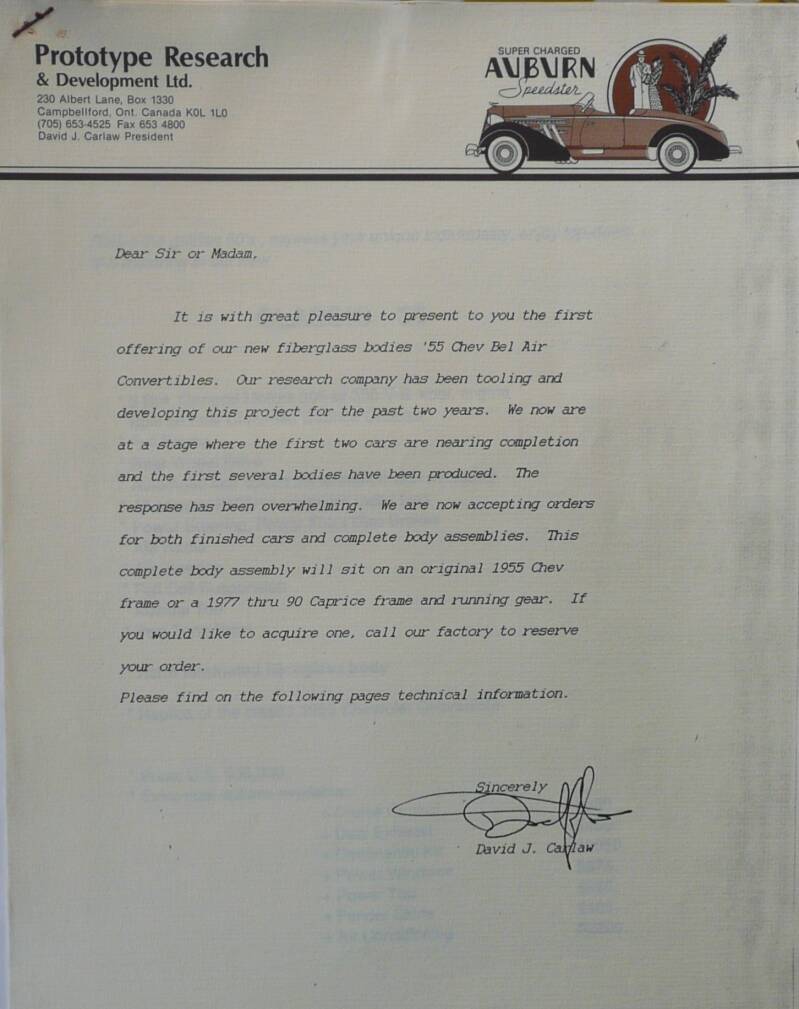 Prototype Research
& Development Ltd.
230 Albert Lane, Box 1330
Campbellford, Ont. Canada K0L 1L0
(705) 653-4525 Fax 653 4800
David J. Carlaw President
SUPER CHARGED
AUBURN
Speedster
Dear Sir or Madam,
It is with great pleasure to present to you the first
offering of our new fiberglass bodies '55 Chev Bel Air
Convertibles. Our research company has been tooling and
developing this project for the past two years. We now are
at a stage where the first two cars are nearing completion
and the first several bodies have been produced. The
response has been overwhelming. We are now accepting orders
for both finished cars and complete body assemblies. This
complete body assembly will sit on an original 1955 Chev
frame or a 1977 thru 90 Caprice frame and running gear. If
you would like to acquire one, call our factory to reserve
your order.
Please find on the following pages technical information.
Sincerely
David J. Carlaw